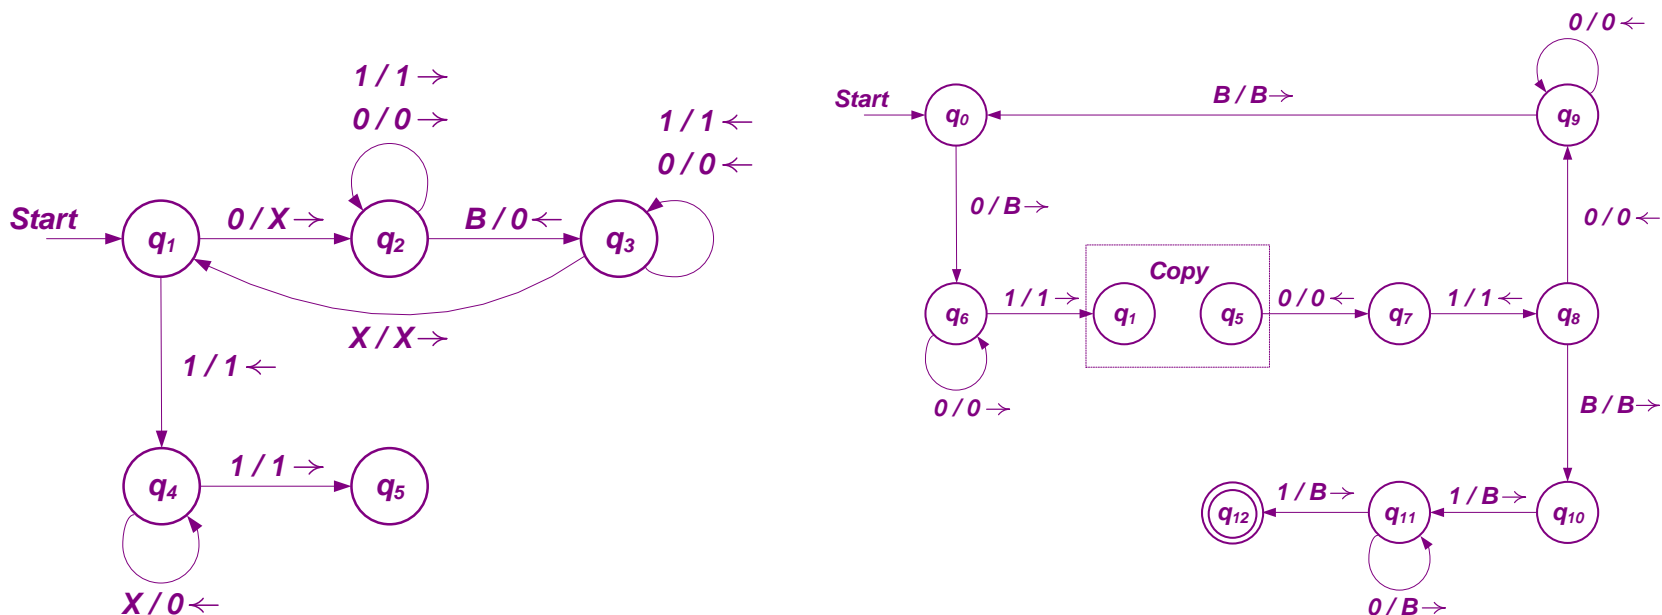 1 / 1 →
0 / 0 →
1 / 1 ←
0 / 0 ←
Start
q1
0 / X →
q2
B / 0 ←
q3
X / X →
1 / 1 ←
q4
1 / 1 →
q5
X / 0 ←
0 / 0 ←
Start
q0
B / B →
q9
0 / B →
0 / 0 ←
Copy
q6
1 / 1 →
q1
q5
0 / 0 ←
q7
1 / 1 ←
q8
0 / 0 →
B / B →
q12
1 / B →
q11
1 / B →
q10
0 / B →